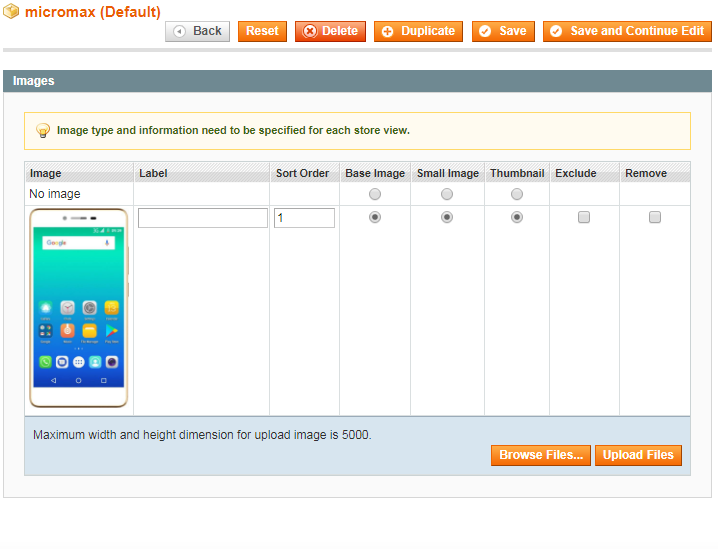 micromax (Default)
Back Reset Delete Duplicate Save Save and Continue Edit
Images
Image type and information need to be specified for each store view.
Image Label Sort Order Base Image Small Image Thumbnail Exclude Remove
No image
1
Google
Maximum width and height dimension for upload image is 5000.
Browse Files... Upload Files